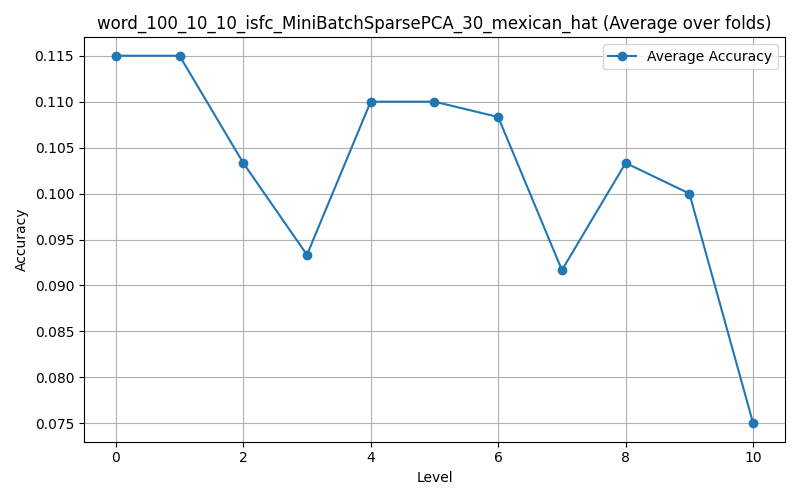 word_100_10_10_isfc_MiniBatchSparsePCA_30_mexican_hat (Average over folds)
Average Accuracy
0.115
0.110
0.105
0.100
0.095
0.090
0.085
0.080
0.075
Accuracy
0 2 4 6 8 10
Level